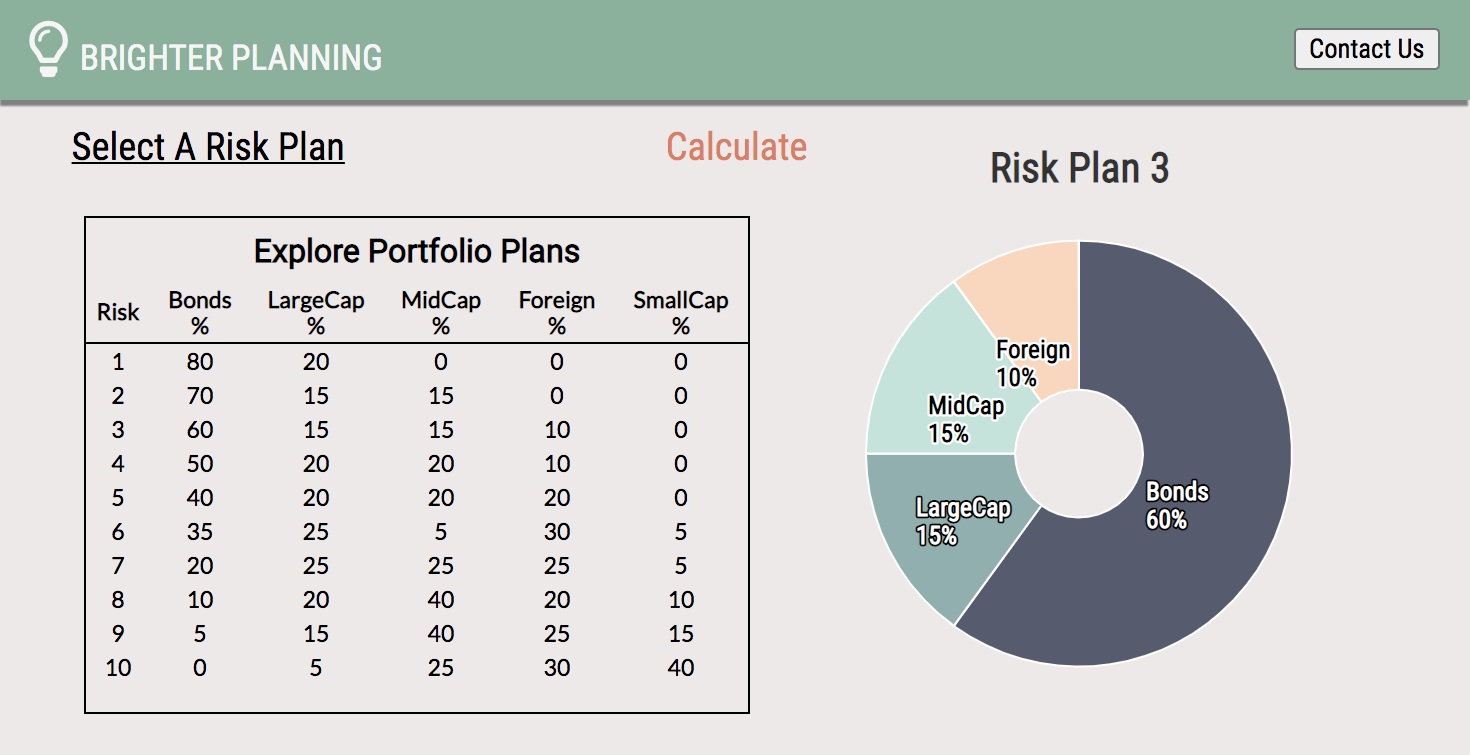 BRIGHTER PLANNING
Contact Us
Select A Risk Plan
Calculate
Risk Plan 3
Explore Portfolio Plans
Risk Bonds % LargeCap % MidCap % Foreign % SmallCap %
1 80 20 0 0 0
2 70 15 15 0 0
3 60 15 15 10 0
4 50 20 20 10 0
5 40 20 20 20 0
6 35 25 5 30 5
7 20 25 25 25 5
8 10 20 40 20 10
9 5 15 40 25 15
10 0 5 25 30 40
Foreign
10%
MidCap
15%
LargeCap
15%
Bonds
60%